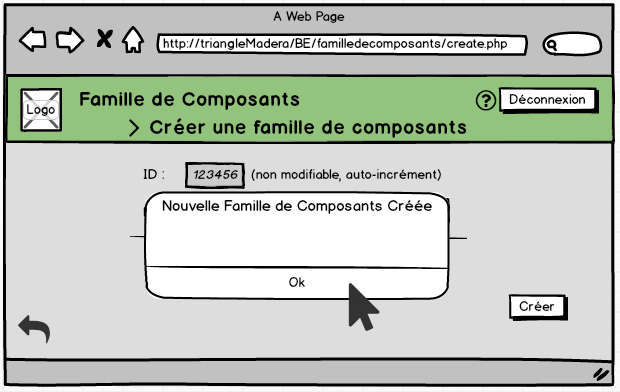 A Web Page
http://triangleMadera/BE/familledecomposants/create.php
Logo
Famille de Composants
> Créer une famille de composants
? Déconnexion
ID : 123456 (non modifiable, auto-incrément)
Nouvelle Famille de Composants Créée
Ok
Créer